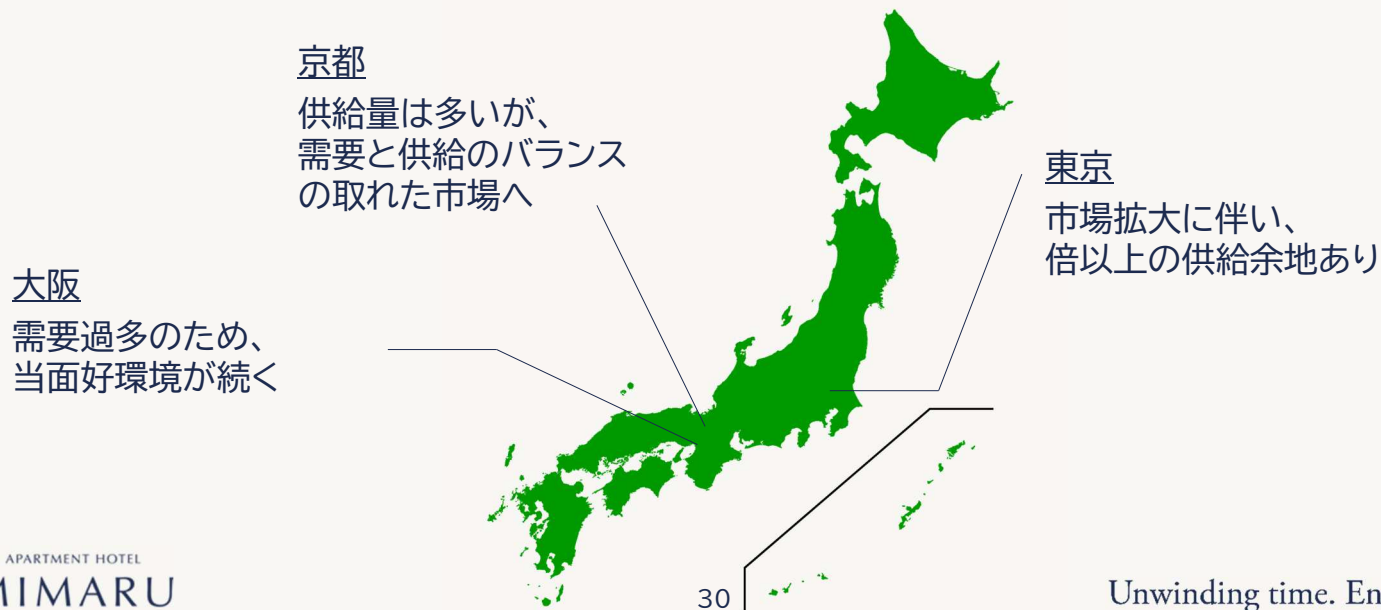 京都
供給量は多いが、
需要と供給のバランス
の取れた市場へ
東京
市場拡大に伴い、
倍以上の供給余地あり
大阪
需要過多のため、
当面好環境が続く
APARTMENT HOTEL
MIMARU
30
Unwinding time. En